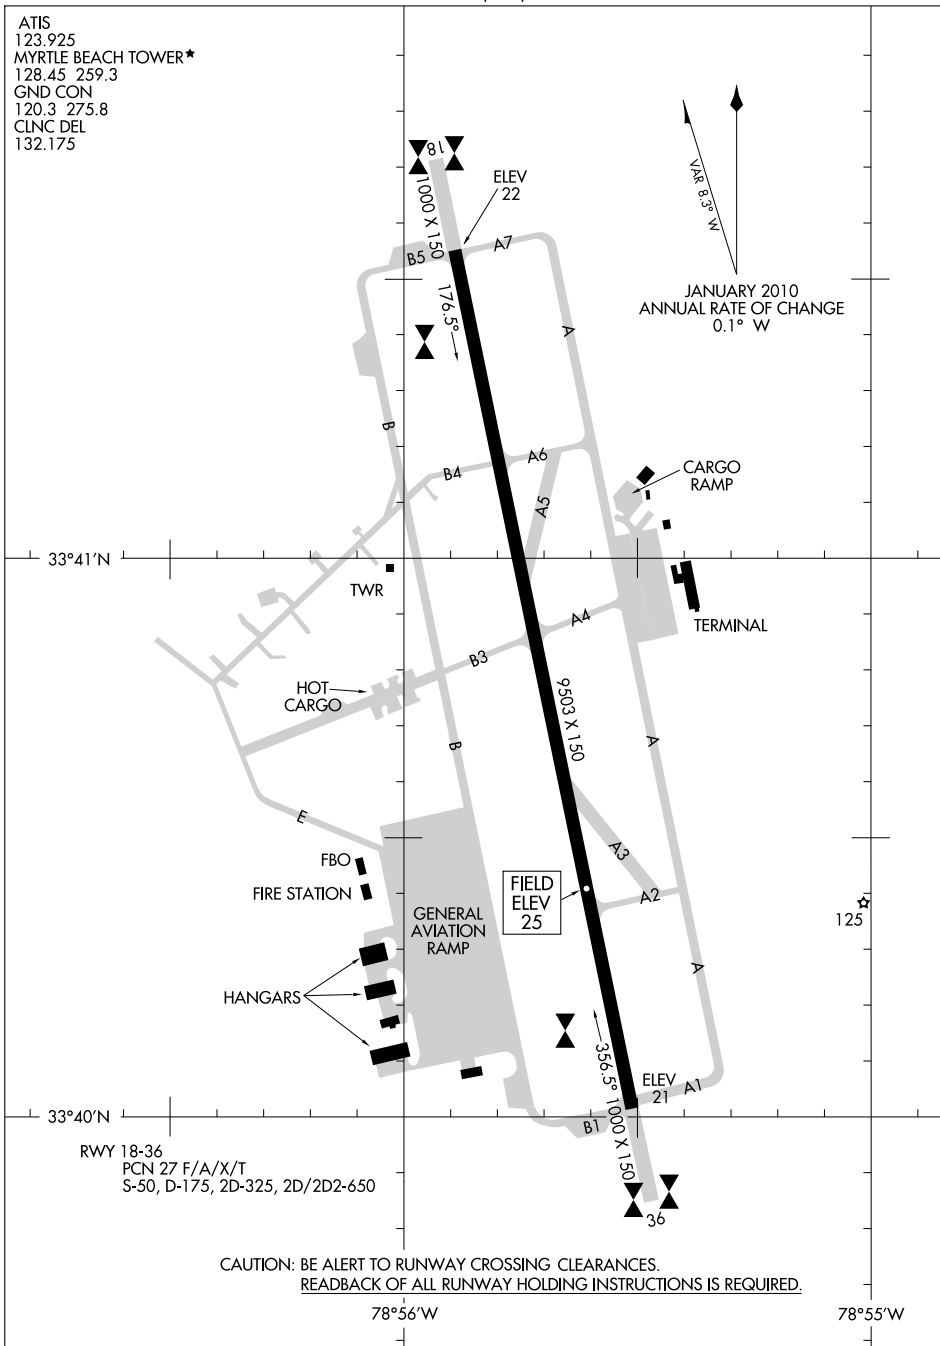 ATIS
123.925
MYRTLE BEACH TOWER★
128.45 259.3
GND CON
120.3 275.8
CLNC DEL
132.175
18
1000 X 150
ELEV
22
VAR 8.3° W
JANUARY 2010
ANNUAL RATE OF CHANGE
0.1° W
B5
A7
176.5°
A
B
B4
A6
A5
CARGO
RAMP
33°41'N
TWR
TERMINAL
A4
B3
HOT
CARGO
9503 X 150
B
A
E
A3
FBO
FIRE STATION
A2
FIELD
ELEV
25
GENERAL
AVIATION
RAMP
125
A
HANGARS
356.5°
ELEV
21
A1
33°40'N
B1
1000 X 150
RWY 18-36
PCN 27 F/A/X/T
S-50, D-175, 2D-325, 2D/2D2-650
36
CAUTION: BE ALERT TO RUNWAY CROSSING CLEARANCES.
READBACK OF ALL RUNWAY HOLDING INSTRUCTIONS IS REQUIRED.
78°56'W
78°55'W